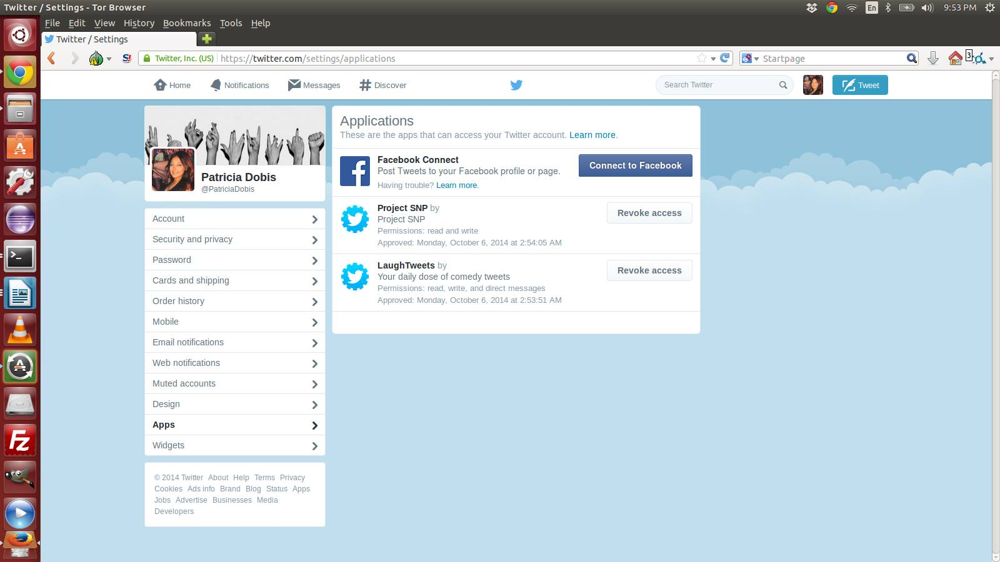 Twitter / Settings - Tor Browser
En
9:53 PM
File Edit View History Bookmarks Tools Help
Twitter / Settings
S!
Twitter, Inc. (US)
https://twitter.com/settings/applications
Startpage
3
Home
Notifications
Messages
Discover
Search Twitter
Tweet
Patricia Dobis
@PatriciaDobis
Account
Security and privacy
Password
Cards and shipping
Order history
Mobile
Email notifications
Web notifications
Muted accounts
Design
Apps
Widgets
© 2014 Twitter About Help Terms Privacy
Cookies Ads info Brand Blog Status Apps
Jobs Advertise Businesses Media
Developers
Applications
These are the apps that can access your Twitter account. Learn more.
Facebook Connect
Post Tweets to your Facebook profile or page.
Having trouble? Learn more.
Connect to Facebook
Project SNP by
Project SNP
Permissions: read and write
Approved: Monday, October 6, 2014 at 2:54:05 AM
Revoke access
LaughTweets by
Your daily dose of comedy tweets
Permissions: read, write, and direct messages
Approved: Monday, October 6, 2014 at 2:53:51 AM
Revoke access